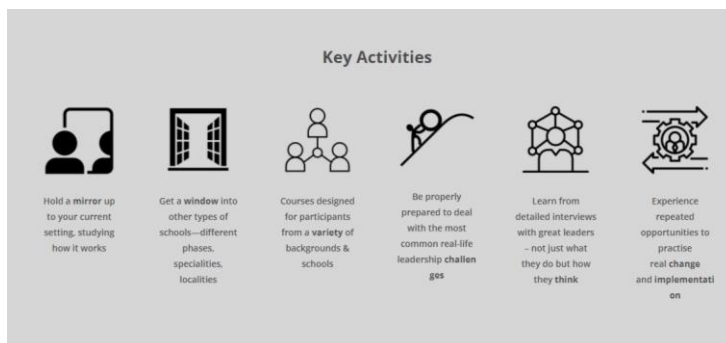 Key Activities
Hold a mirror up
to your current
setting, studying
how it works
Get a window into
other types of
schools—different
phases,
specialities,
localities
Courses designed
for participants
from a variety of
backgrounds &
schools
Be properly
prepared to deal
with the most
common real-life
leadership challen
ges
Learn from
detailed interviews
with great leaders
– not just what
they do but how
they think
Experience
repeated
opportunities to
practise
real change
and implementati
on